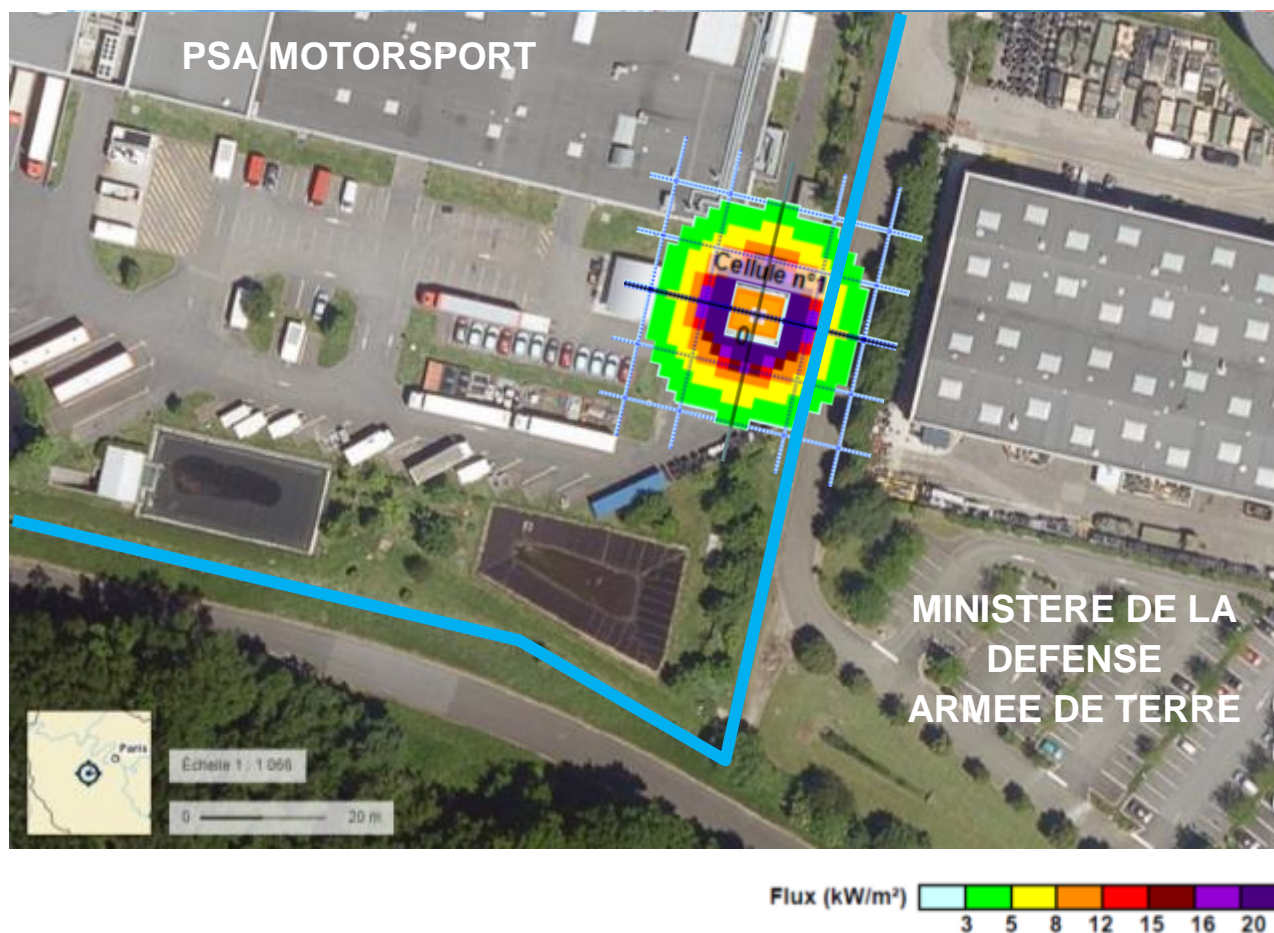 PSA MOTORSPORT
Cellule n°1
0
MINISTERE DE LA
DEFENSE
ARMEE DE TERRE
Paris
Échelle 1 : 1 066
0 20 m
Flux (kW/m²)
3 5 8 12 15 16 20